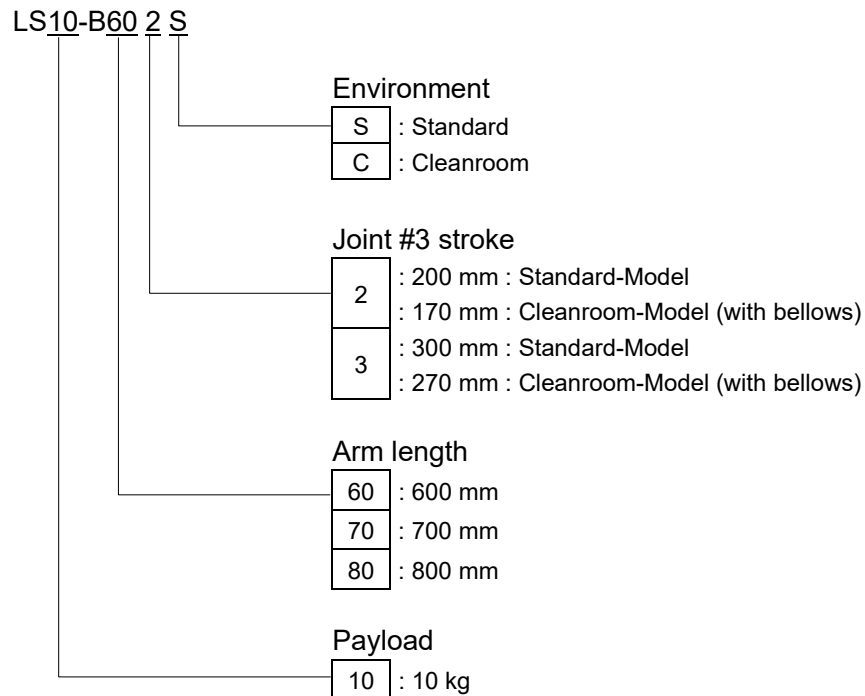 LS10-B60 2 S
Environment
S : Standard
C : Cleanroom
Joint #3 stroke
2 : 200 mm : Standard-Model
: 170 mm : Cleanroom-Model (with bellows)
3 : 300 mm : Standard-Model
: 270 mm : Cleanroom-Model (with bellows)
Arm length
60 : 600 mm
70 : 700 mm
80 : 800 mm
Payload
10 : 10 kg